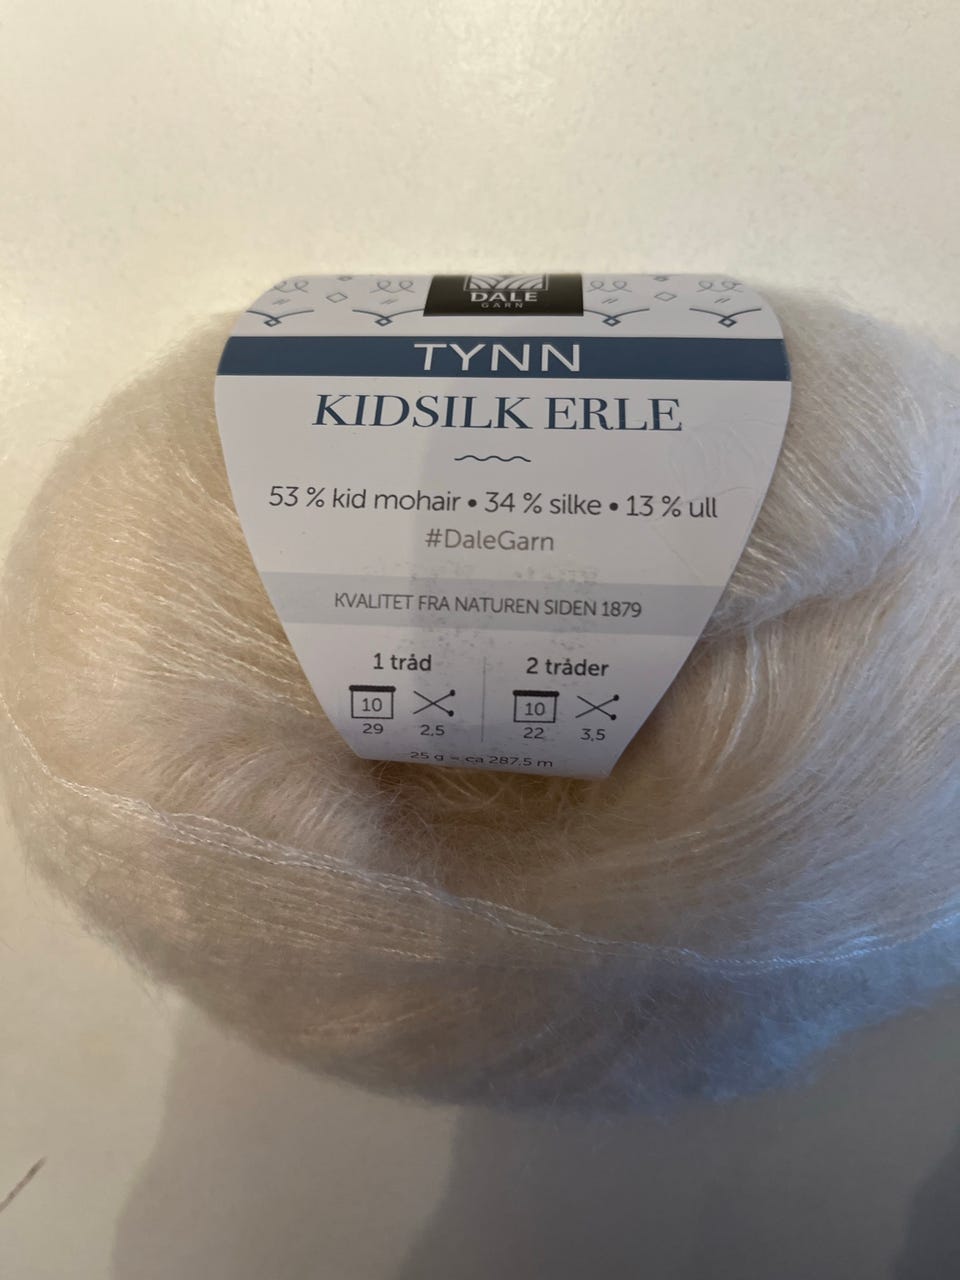 DALE
GARN
TYNN
KIDSILK ERLE
53 % kid mohair • 34 % silke • 13 % ull
#DaleGarn
KVALITET FRA NATUREN SIDEN 1879
1 tråd 2 tråder
10 10
29 2,5 22 3,5
25 g = ca 287,5 m